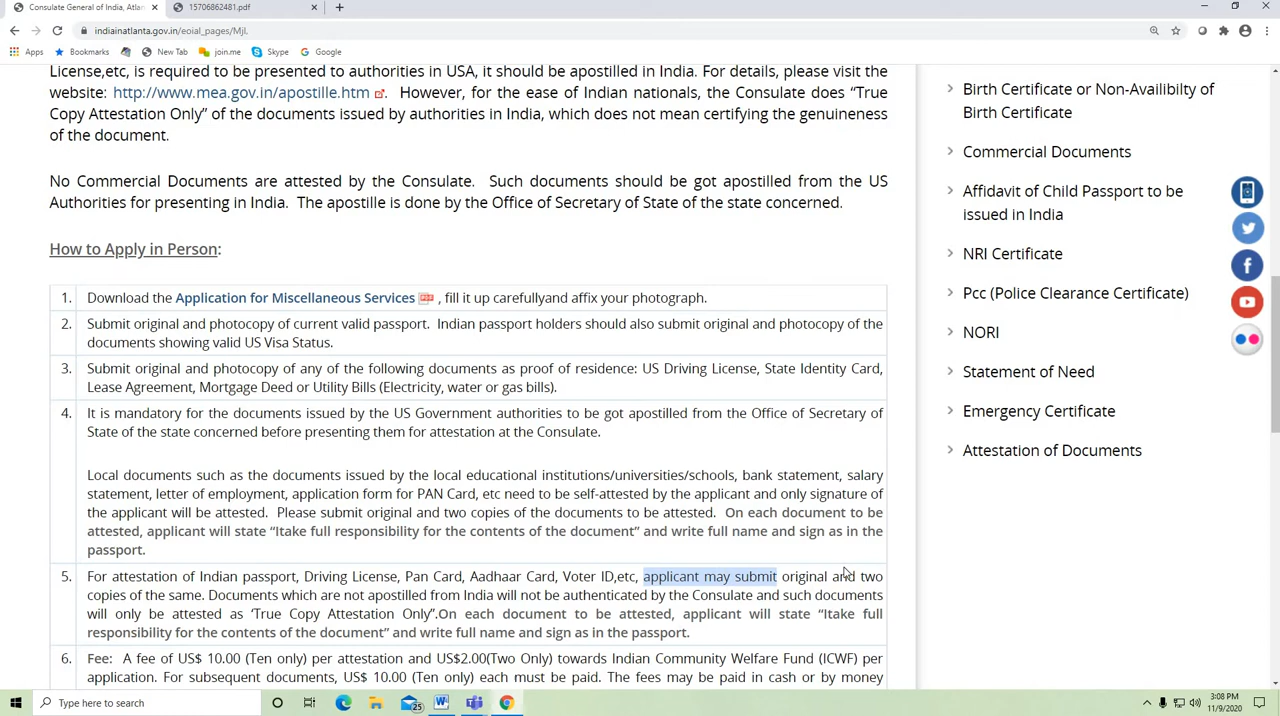 Consulate General of India, Atlan
15706862481.pdf
indiainatlanta.gov.in/eoial_pages/MjI,
Apps
Bookmarks
New Tab
join.me
Skype
Google
License,etc, is required to be presented to authorities in USA, it should be apostilled in India. For details, please visit the
website: http://www.mea.gov.in/apostille.htm . However, for the ease of Indian nationals, the Consulate does “True
Copy Attestation Only” of the documents issued by authorities in India, which does not mean certifying the genuineness
of the document.
No Commercial Documents are attested by the Consulate. Such documents should be got apostilled from the US
Authorities for presenting in India. The apostille is done by the Office of Secretary of State of the state concerned.
How to Apply in Person:
1. Download the Application for Miscellaneous Services , fill it up carefullyand affix your photograph.
2. Submit original and photocopy of current valid passport. Indian passport holders should also submit original and photocopy of the
documents showing valid US Visa Status.
3. Submit original and photocopy of any of the following documents as proof of residence: US Driving License, State Identity Card,
Lease Agreement, Mortgage Deed or Utility Bills (Electricity, water or gas bills).
4. It is mandatory for the documents issued by the US Government authorities to be got apostilled from the Office of Secretary of
State of the state concerned before presenting them for attestation at the Consulate.
Local documents such as the documents issued by the local educational institutions/universities/schools, bank statement, salary
statement, letter of employment, application form for PAN Card, etc need to be self-attested by the applicant and only signature of
the applicant will be attested. Please submit original and two copies of the documents to be attested. On each document to be
attested, applicant will state “Itake full responsibility for the contents of the document” and write full name and sign as in the
passport.
5. For attestation of Indian passport, Driving License, Pan Card, Aadhaar Card, Voter ID,etc, applicant may submit original and two
copies of the same. Documents which are not apostilled from India will not be authenticated by the Consulate and such documents
will only be attested as ‘True Copy Attestation Only”.On each document to be attested, applicant will state “Itake full
responsibility for the contents of the document” and write full name and sign as in the passport.
6. Fee: A fee of US$ 10.00 (Ten only) per attestation and US$2.00(Two Only) towards Indian Community Welfare Fund (ICWF) per
application. For subsequent documents, US$ 10.00 (Ten only) each must be paid. The fees may be paid in cash or by money
Birth Certificate or Non-Availibilty of
Birth Certificate
Commercial Documents
Affidavit of Child Passport to be
issued in India
NRI Certificate
Pcc (Police Clearance Certificate)
NORI
Statement of Need
Emergency Certificate
Attestation of Documents
Type here to search
25
3:08 PM
11/9/2020